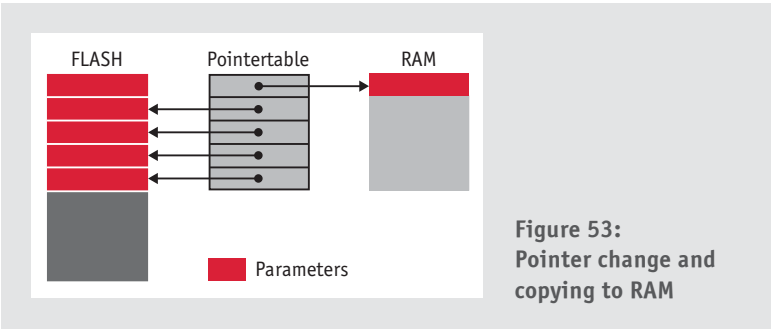 FLASH Pointertable RAM
Parameters
Figure 53:
Pointer change and
copying to RAM